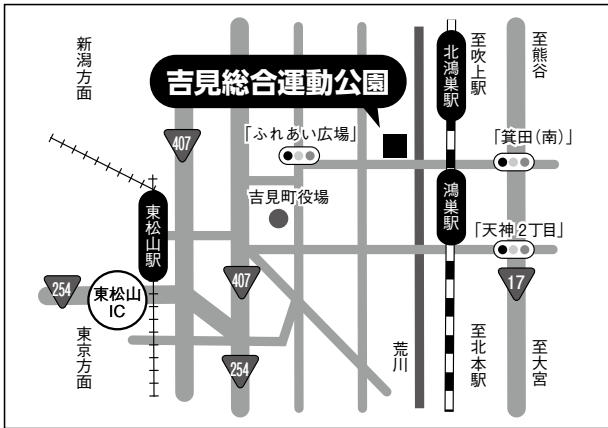 新潟方面
吉見総合運動公園
北鴻巣駅
至吹上駅
至熊谷
407
「ふれあい広場」
「箕田(南)」
吉見町役場
東松山駅
鴻巣駅
「天神2丁目」
254
東松山
IC
407
17
東京方面
254
荒川
至北本駅
至大宮